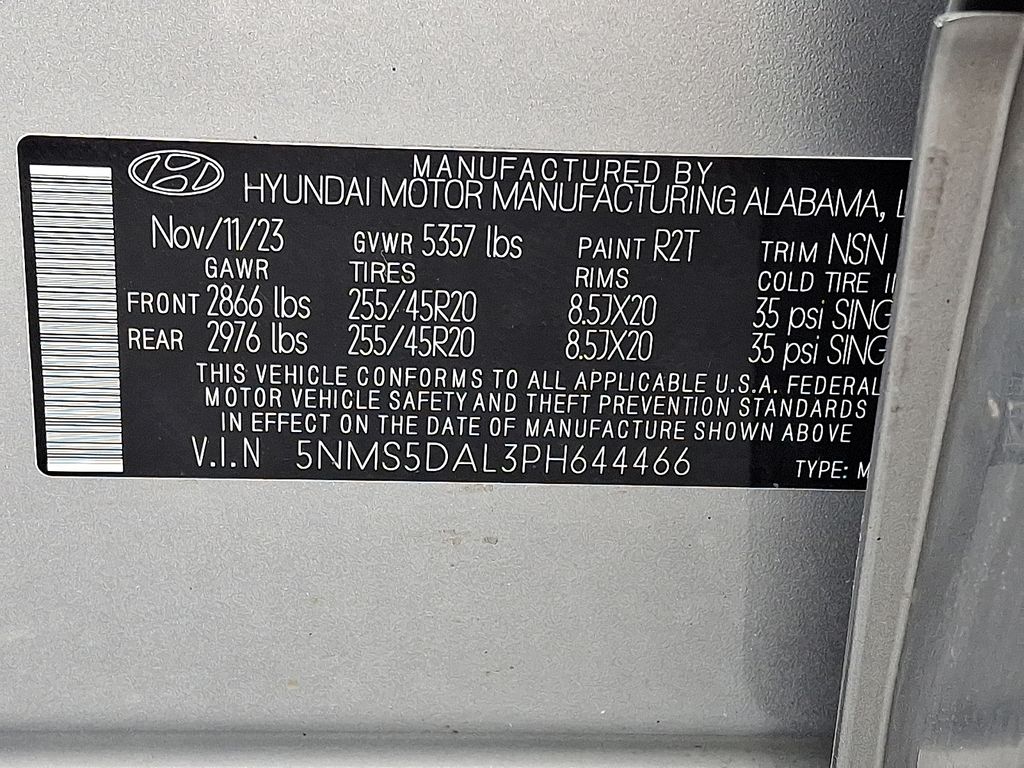 MANUFACTURED BY
HYUNDAI MOTOR MANUFACTURING ALABAMA,
Nov/11/23 GVWR 5357 lbs PAINT R2T TRIM NSN
GAWR TIRES RIMS COLD TIRE
FRONT 2866 lbs 255/45R20 8.5JX20 35 psi SING
REAR 2976 lbs 255/45R20 8.5JX20 35 psi SING
THIS VEHICLE CONFORMS TO ALL APPLICABLE U.S.A. FEDERAL
MOTOR VEHICLE SAFETY AND THEFT PREVENTION STANDARDS
IN EFFECT ON THE DATE OF MANUFACTURE SHOWN ABOVE
V.I.N 5NMS5DAL3PH644466 TYPE: M